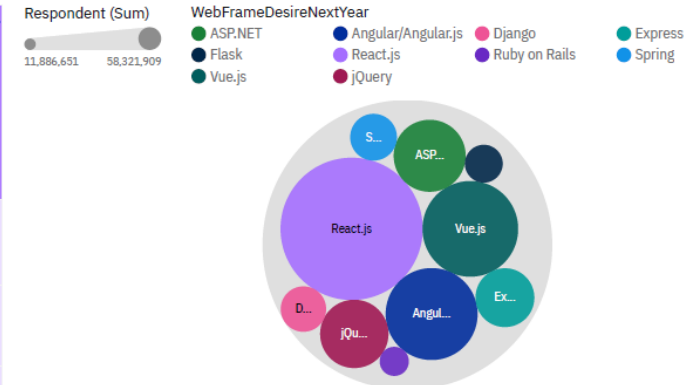 Respondent (Sum)
11,886,651 58,321,909
WebFrameDesireNextYear
ASP.NET Angular/Angular.js Django Express
Flask React.js Ruby on Rails Spring
Vue.js jQuery
S...
ASP...
React.js
Vue.js
D...
Ex...
jQu...
Angul...